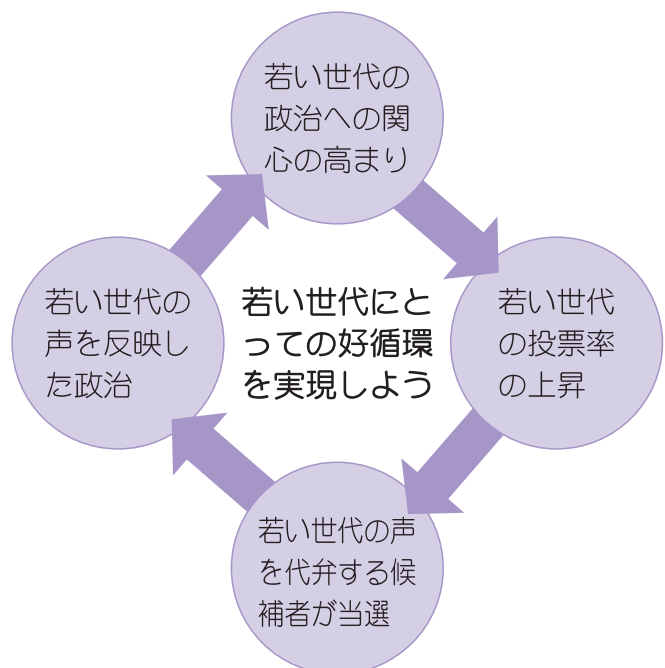 若い世代の
政治への関
心の高まり
若い世代
の投票率
の上昇
若い世代の声
を代弁する候
補者が当選
若い世代の
声を反映し
た政治
若い世代にと
っての好循環
を実現しよう